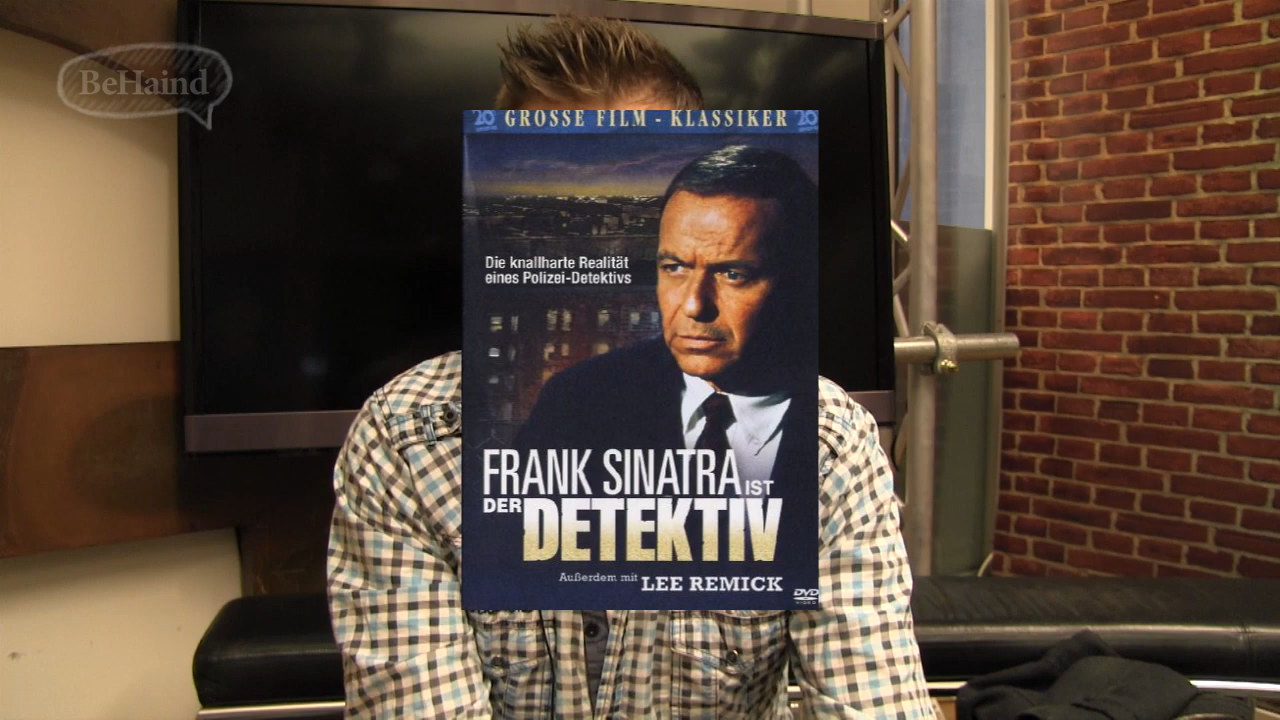 BeHaind
20 GROSSE FILM - KLASSIKER 20
Die knallharte Realität
eines Polizei-Detektivs
FRANK SINATRA IST
DER DETEKTIV
Außerdem mit LEE REMICK
DVD
VIDEO